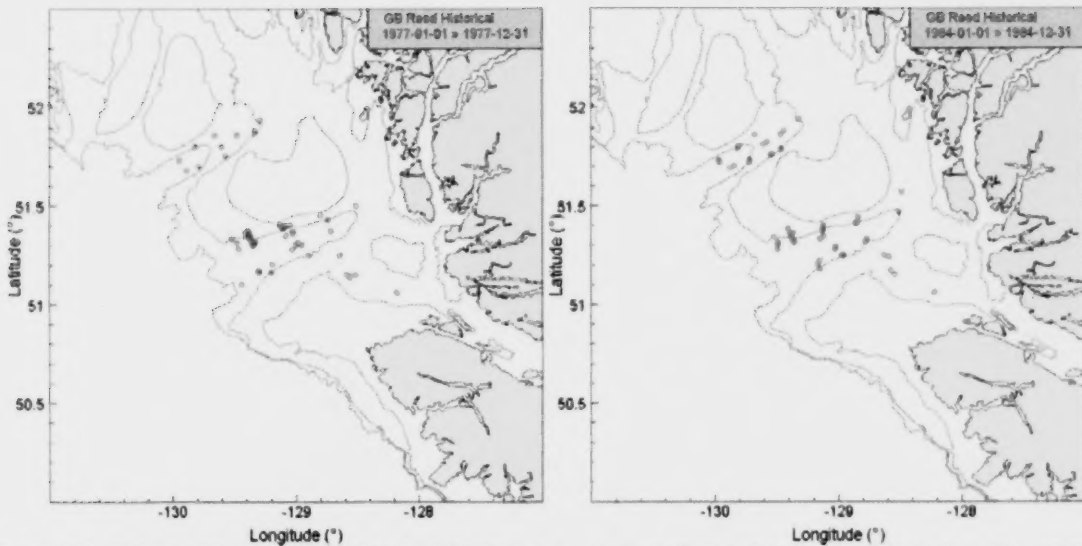 GB Reed Historical
1977-01-01 » 1977-12-31
52
51.5
51
50.5
Latitude (°)
-130
-129
-128
Longitude (°)
GB Reed Historical
1984-01-01 » 1984-12-31
52
51.5
51
50.5
Latitude (°)
-130
-129
-128
Longitude (°)